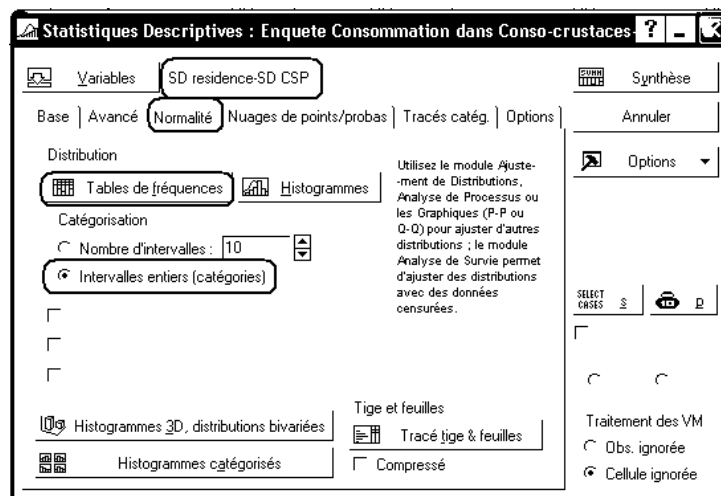 Statistiques Descriptives : Enquete Consommation dans Conso-crustaces-
Variables SD residence-SD CSP
Synthèse
Base Avancé Normalité Nuages de points/probas Tracés catég. Options
Annuler
Options
Distribution
Tables de fréquences Histogrammes
Catégorisation
Nombre d'intervalles : 10
Intervalles entiers (catégories)
Utilisez le module Ajuste-
-ment de Distributions,
Analyse de Processus ou
les Graphiques (P-P ou
Q-Q) pour ajuster d'autres
distributions ; le module
Analyse de Survie permet
d'ajuster des distributions
avec des données
censurées.
SELECT
CASES S D
Histogrammes 3D, distributions bivariées
Histogrammes catégorisés
Tige et feuilles
Tracé tige & feuilles
Compressé
Traitement des VM
Obs. ignorée
Cellule ignorée